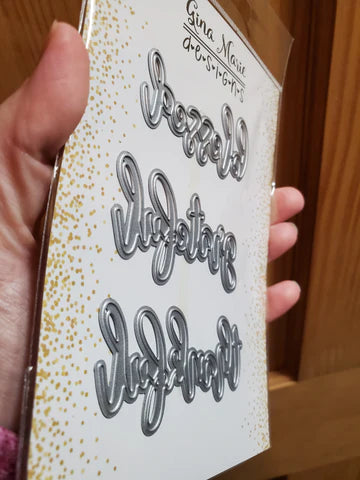 Gina Marie
d•e•s•i•g•n•s
blessed
grateful
thankful